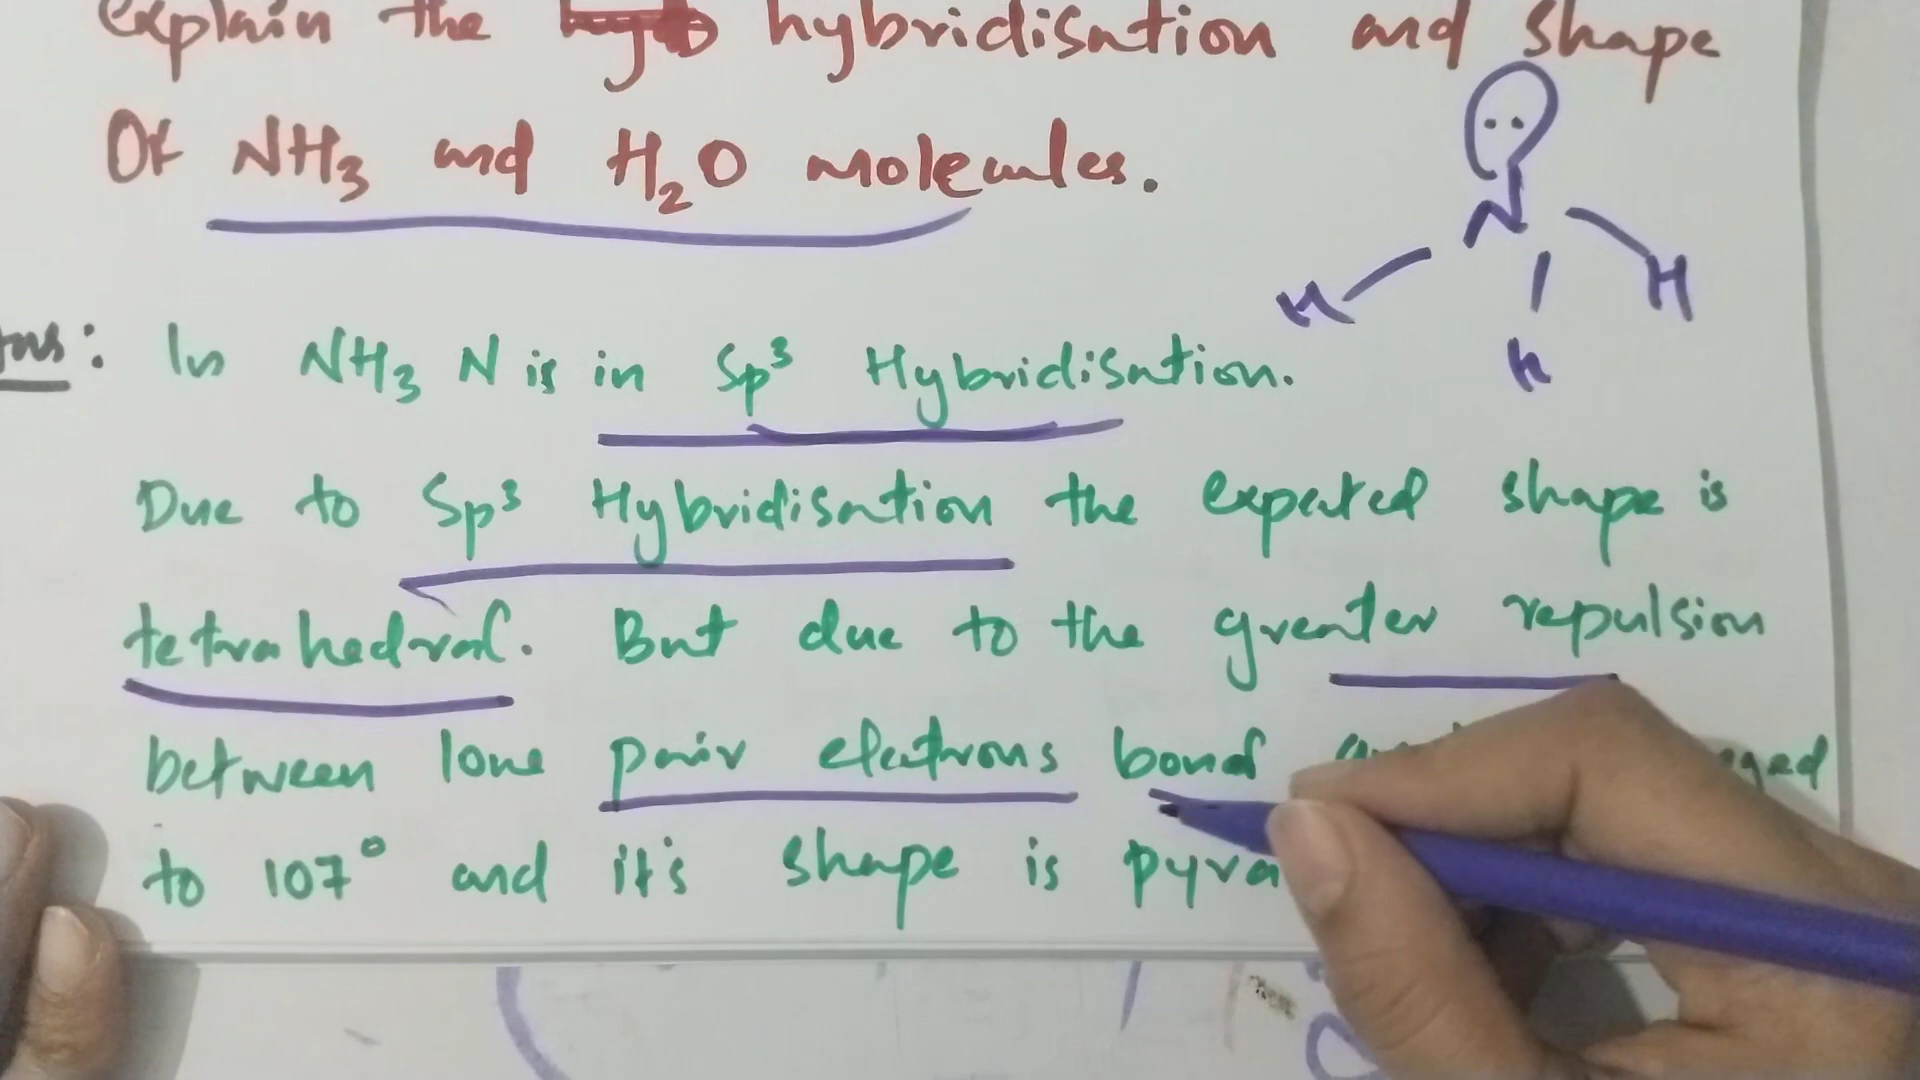 explain the hybridisation and shape
Of NH₃ and H₂O molecules.
N
H H
H
Ans: In NH₃ N is in Sp³ Hybridisation.
Due to Sp³ Hybridisation the expected shape is
tetrahedral. But due to the greater repulsion
between lone pair electrons bond
to 107° and it's shape is pyra